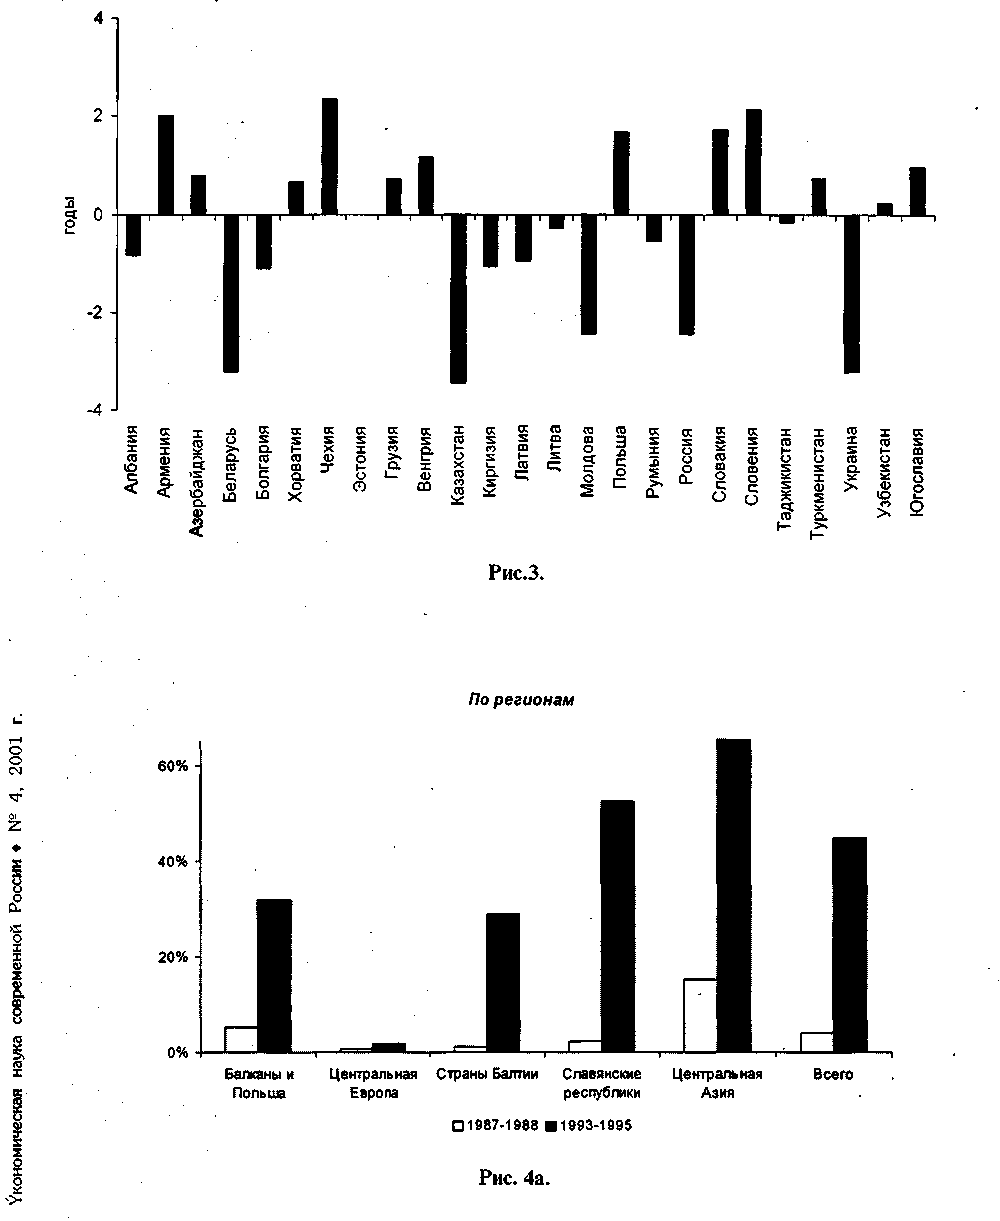 4
2
0
-2
-4
годы
Албания
Армения
Азербайджан
Беларусь
Болгария
Хорватия
Чехия
Эстония
Грузия
Венгрия
Казахстан
Киргизия
Латвия
Литва
Молдова
Польша
Румыния
Россия
Словакия
Словения
Таджикистан
Туркменистан
Украина
Узбекистан
Югославия
Рис.3.
По регионам
60%
40%
20%
0%
Балканы и
Польша
Центральная
Европа
Страны Балтии
Славянские
республики
Центральная
Азия
Всего
1987-1988 1993-1995
Рис. 4а.
Ўкономическая наука современной России ♦ № 4, 2001 г.